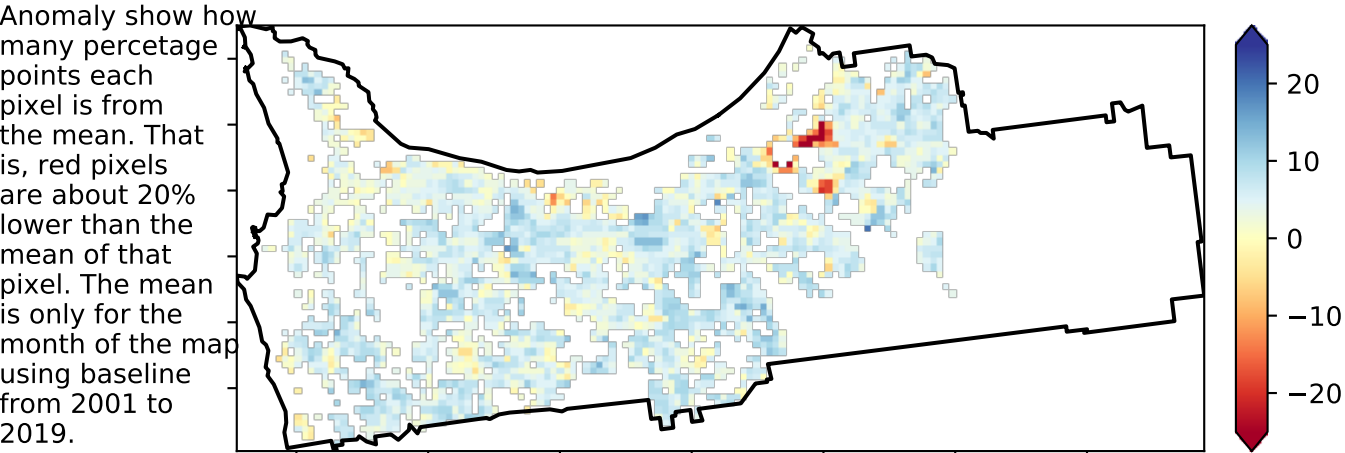 Anomaly show how
many percetage
points each
pixel is from
the mean. That
is, red pixels
are about 20%
lower than the
mean of that
pixel. The mean
is only for the
month of the map
using baseline
from 2001 to
2019.
20
10
0
−10
−20